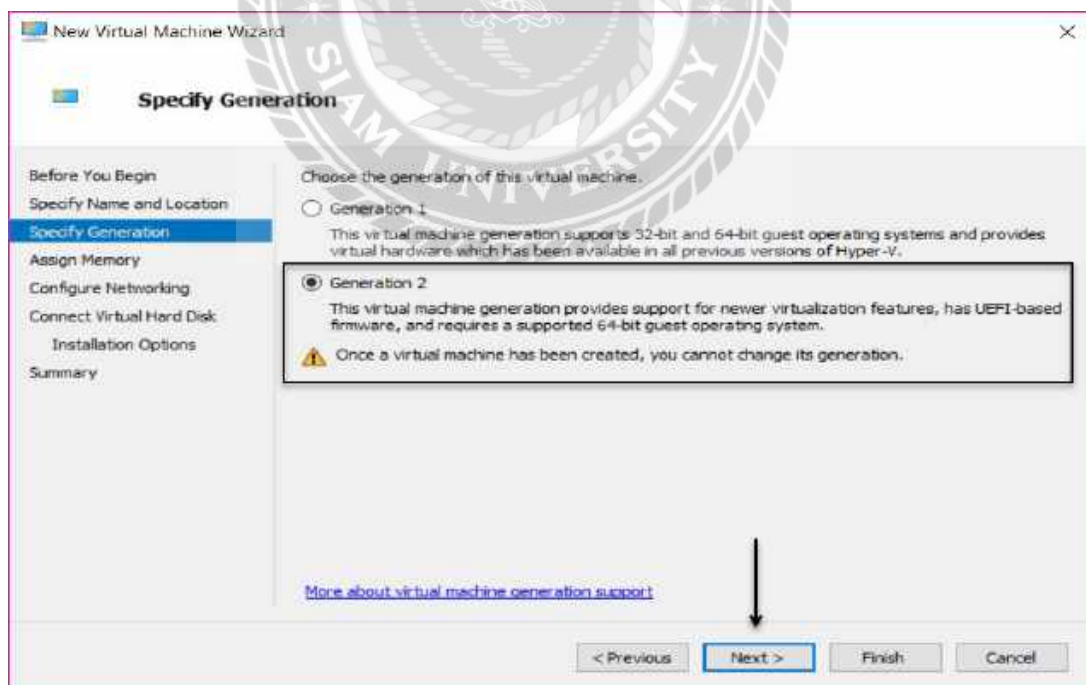 New Virtual Machine Wizard
Specify Generation
Before You Begin
Specify Name and Location
Specify Generation
Assign Memory
Configure Networking
Connect Virtual Hard Disk
Installation Options
Summary
Choose the generation of this virtual machine.
Generation 1
This virtual machine generation supports 32-bit and 64-bit guest operating systems and provides
virtual hardware which has been available in all previous versions of Hyper-V.
Generation 2
This virtual machine generation provides support for newer virtualization features, has UEFI-based
firmware, and requires a supported 64-bit guest operating system.
Once a virtual machine has been created, you cannot change its generation.
More about virtual machine generation support
< Previous
Next >
Finish
Cancel
SIAM UNIVERSITY